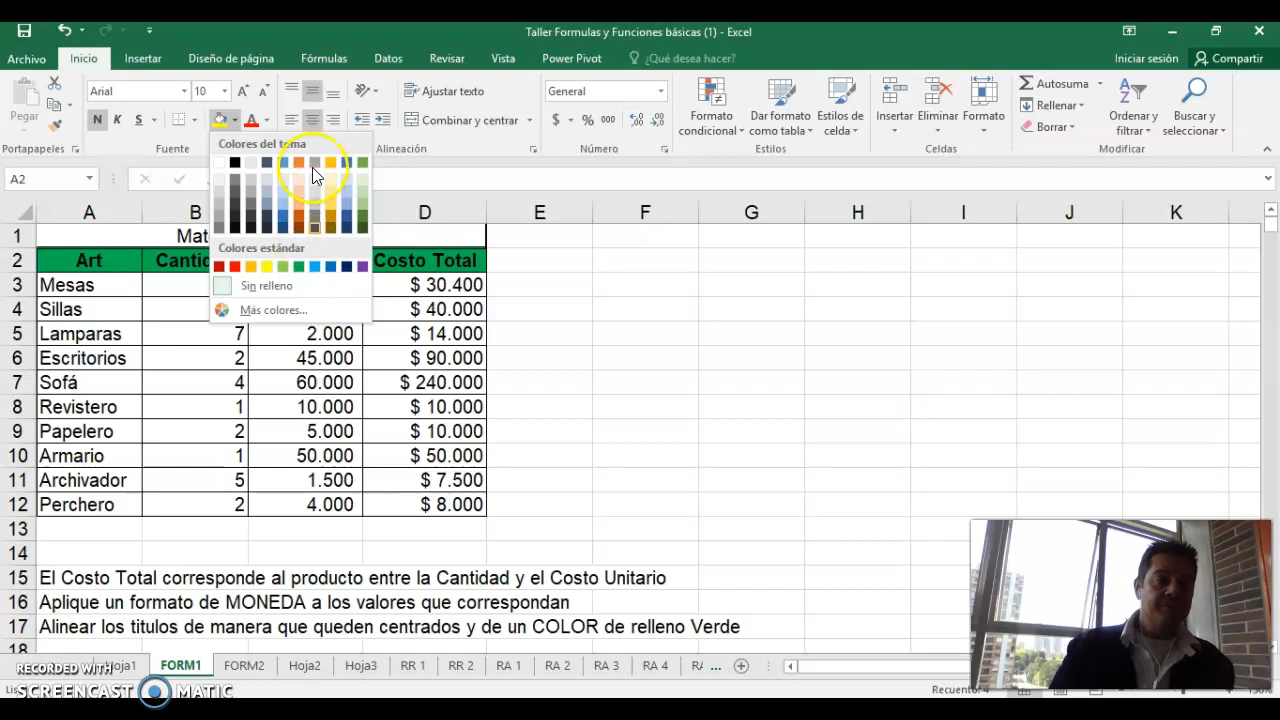 Taller Formulas y Funciones básicas (1) - Excel
Archivo Inicio Insertar Diseño de página Fórmulas Datos Revisar Vista Power Pivot ¿Qué desea hacer? Iniciar sesión Compartir
Pegar
Arial 10
N K S
Ajustar texto
Combinar y centrar
General
$ % 000
Formato condicional
Dar formato como tabla
Estilos de celda
Insertar Eliminar Formato
Autosuma
Rellenar
Borrar
Ordenar y filtrar
Buscar y seleccionar
Portapapeles Fuente Alineación Número Estilos Celdas Modificar
Colores del tema
Colores estándar
Sin relleno
Más colores...
A2
A B D E F G H I J K
1 Mat
2 Art Costo Total
3 Mesas $ 30.400
4 Sillas $ 40.000
5 Lamparas 7 2.000 $ 14.000
6 Escritorios 2 45.000 $ 90.000
7 Sofá 4 60.000 $ 240.000
8 Revistero 1 10.000 $ 10.000
9 Papelero 2 5.000 $ 10.000
10 Armario 1 50.000 $ 50.000
11 Archivador 5 1.500 $ 7.500
12 Perchero 2 4.000 $ 8.000
13
14
15 El Costo Total corresponde al producto entre la Cantidad y el Costo Unitario
16 Aplique un formato de MONEDA a los valores que correspondan
17 Alinear los titulos de manera que queden centrados y de un COLOR de relleno Verde
18
Hoja1 FORM1 FORM2 Hoja2 Hoja3 RR 1 RR 2 RA 1 RA 2 RA 3 RA 4 ...
RECORDED WITH
SCREENCAST MATIC